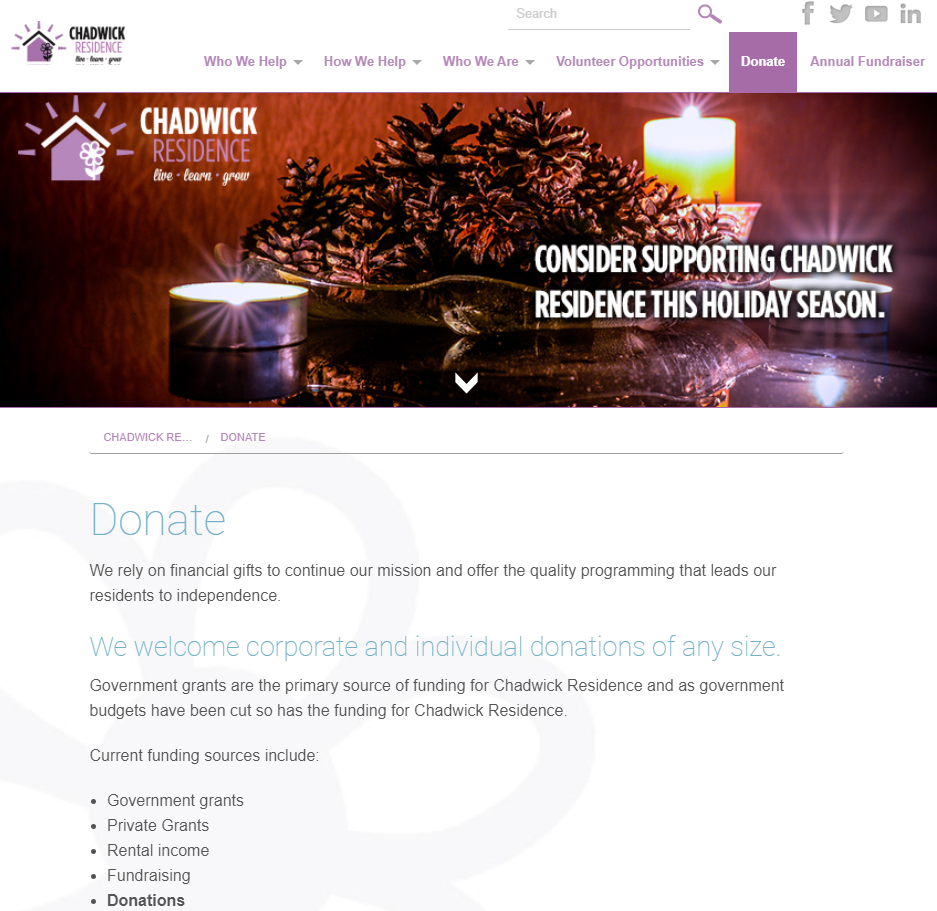 Search
CHADWICK
RESIDENCE
live • learn • grow
Who We Help
How We Help
Who We Are
Volunteer Opportunities
Donate
Annual Fundraiser
CHADWICK
RESIDENCE
live • learn • grow
CONSIDER SUPPORTING CHADWICK
RESIDENCE THIS HOLIDAY SEASON.
CHADWICK RE... / DONATE
Donate
We rely on financial gifts to continue our mission and offer the quality programming that leads our
residents to independence.
We welcome corporate and individual donations of any size.
Government grants are the primary source of funding for Chadwick Residence and as government
budgets have been cut so has the funding for Chadwick Residence.
Current funding sources include:
• Government grants
• Private Grants
• Rental income
• Fundraising
• Donations